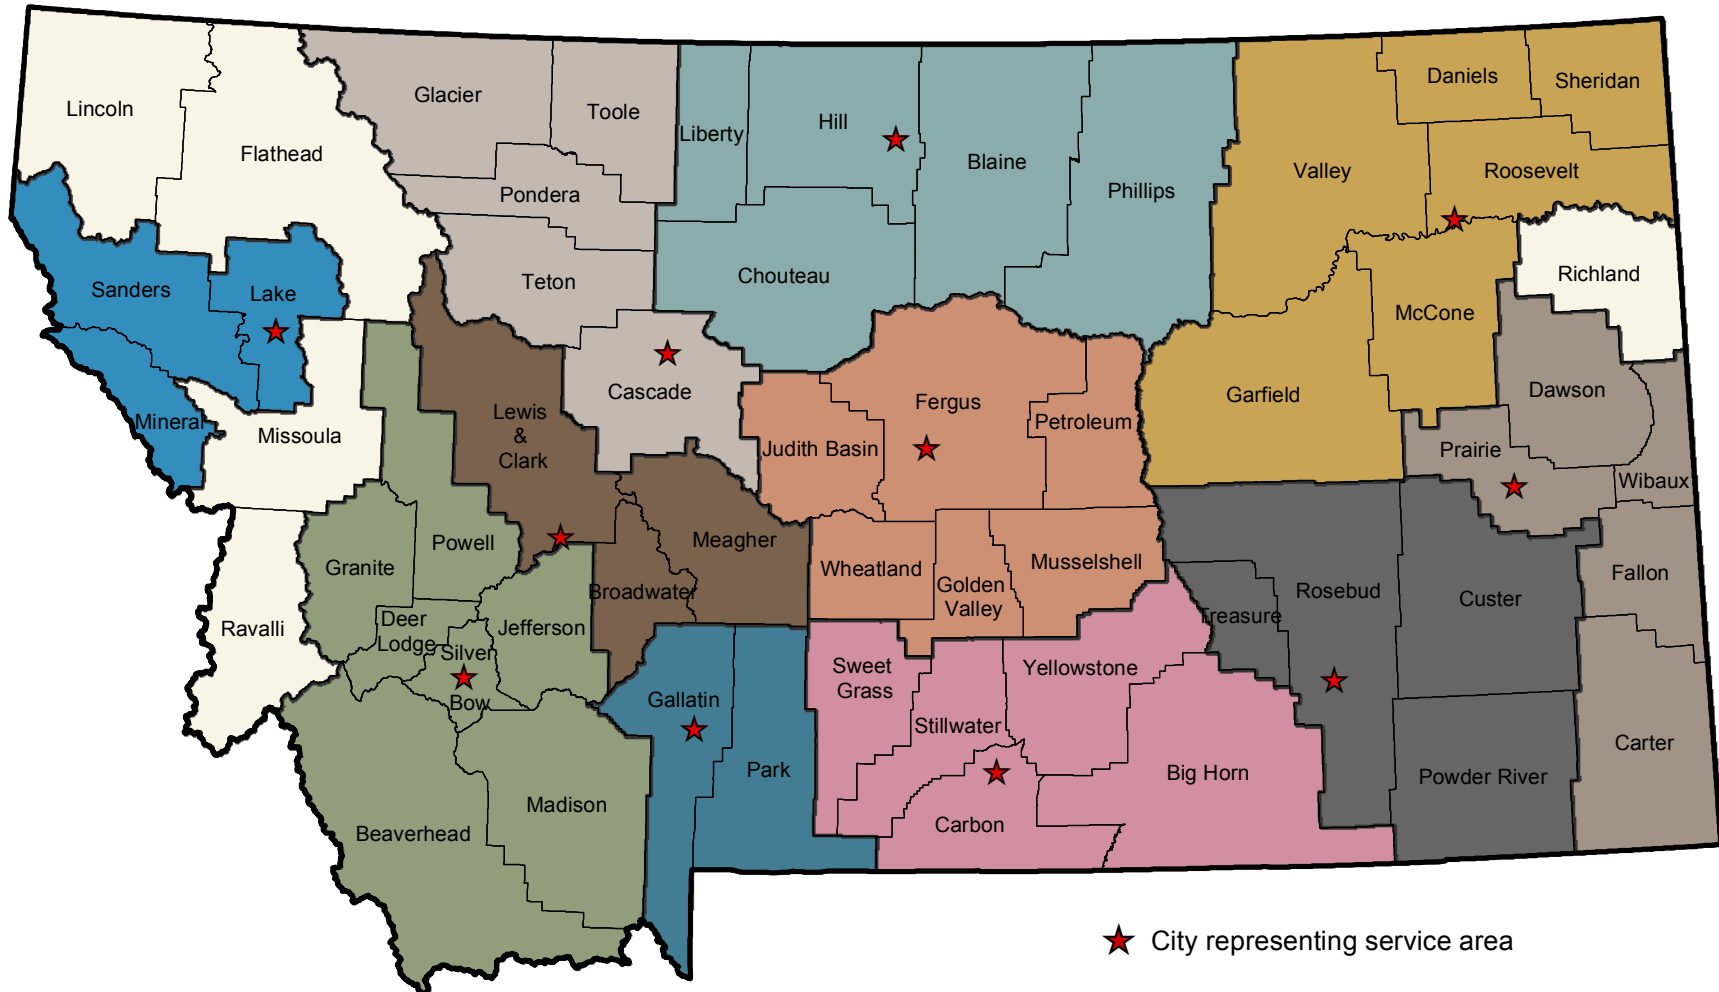 Lincoln
Flathead
Glacier
Toole
Liberty
Hill
Blaine
Phillips
Valley
Daniels
Sheridan
Roosevelt
Pondera
Teton
Chouteau
Richland
McCone
Sanders
Lake
Cascade
Fergus
Petroleum
Garfield
Dawson
Mineral
Missoula
Lewis
&
Clark
Judith Basin
Prairie
Wibaux
Powell
Meagher
Granite
Wheatland
Golden
Valley
Musselshell
Rosebud
Custer
Fallon
Broadwater
Treasure
Ravalli
Deer
Lodge
Jefferson
Silver
Bow
Sweet
Grass
Yellowstone
Gallatin
Stillwater
Park
Big Horn
Powder River
Carter
Madison
Beaverhead
Carbon
City representing service area